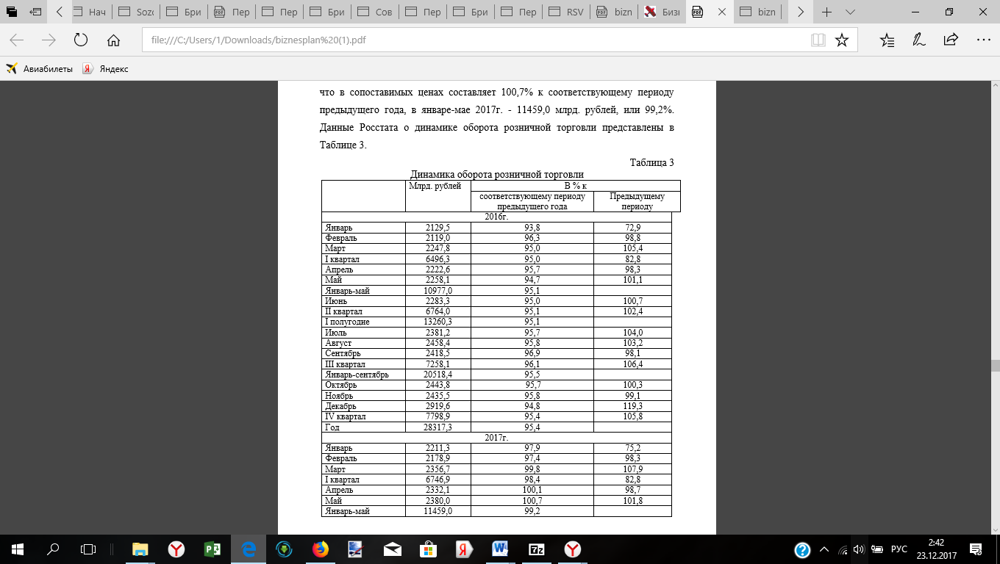 Нач
Sozo
Бри
Пер
Пер
Бри
Сов
Пер
Бри
Пер
RSV
bizn
Бизн
bizn
file:///C:/Users/1/Downloads/biznesplan%20(1).pdf
Авиабилеты
Яндекс
что в сопоставимых ценах составляет 100,7% к соответствующему периоду
предыдущего года, в январе-мае 2017г. - 11459,0 млрд. рублей, или 99,2%.
Данные Росстата о динамике оборота розничной торговли представлены в
Таблице 3.
Таблица 3
Динамика оборота розничной торговли
Млрд. рублей В % к
соответствующему периоду Предыдущему
предыдущего года периоду
2016г.
Январь 2129,5 93,8 72,9
Февраль 2119,0 96,3 98,8
Март 2247,8 95,0 105,4
I квартал 6496,3 95,0 82,8
Апрель 2222,6 95,7 98,3
Май 2258,1 94,7 101,1
Январь-май 10977,0 95,1
Июнь 2283,3 95,0 100,7
II квартал 6764,0 95,1 102,4
I полугодие 13260,3 95,1
Июль 2381,2 95,7 104,0
Август 2458,4 95,8 103,2
Сентябрь 2418,5 96,9 98,1
III квартал 7258,1 96,1 106,4
Январь-сентябрь 20518,4 95,5
Октябрь 2443,8 95,7 100,3
Ноябрь 2435,5 95,8 99,1
Декабрь 2919,6 94,8 119,3
IV квартал 7798,9 95,4 105,8
Год 28317,3 95,4
2017г.
Январь 2211,3 97,9 75,2
Февраль 2178,9 97,4 98,3
Март 2356,7 99,8 107,9
I квартал 6746,9 98,4 82,8
Апрель 2332,1 100,1 98,7
Май 2380,0 100,7 101,8
Январь-май 11459,0 99,2
РУС
2:42
23.12.2017